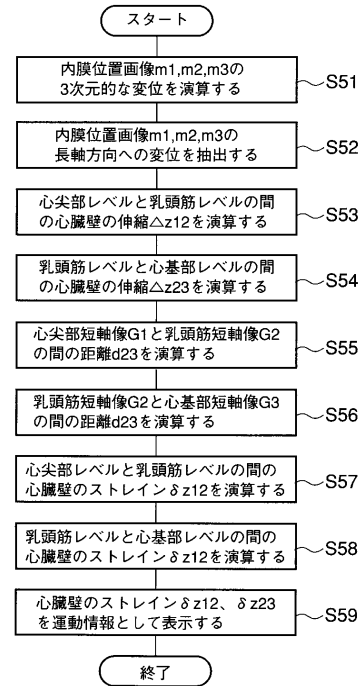 スタート
内膜位置画像m1,m2,m3の
3次元的な変位を演算する
S51
内膜位置画像m1,m2,m3の
長軸方向への変位を抽出する
S52
心尖部レベルと乳頭筋レベルの間
の心臓壁の伸縮△z12を演算する
S53
乳頭筋レベルと心基部レベルの間
の心臓壁の伸縮△z23を演算する
S54
心尖部短軸像G1と乳頭筋短軸像G2
の間の距離d23を演算する
S55
乳頭筋短軸像G2と心基部短軸像G3
の間の距離d23を演算する
S56
心尖部レベルと乳頭筋レベルの間の
心臓壁のストレインδz12を演算する
S57
乳頭筋レベルと心基部レベルの間の
心臓壁のストレインδz12を演算する
S58
心臓壁のストレインδz12、δz23
を運動情報として表示する
S59
終了